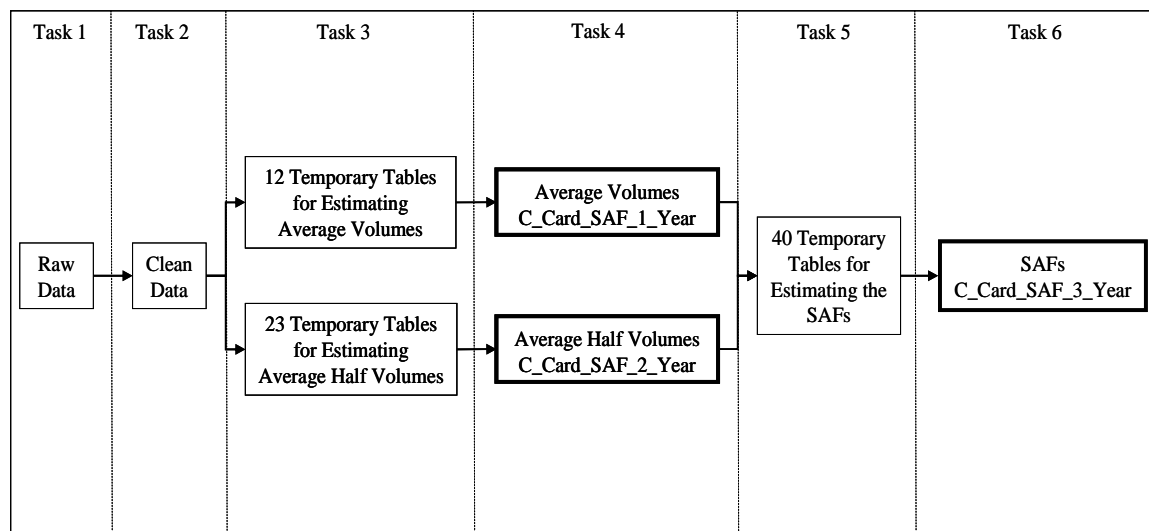 Task 1
Task 2
Task 3
Task 4
Task 5
Task 6
Raw
Data
Clean
Data
12 Temporary Tables
for Estimating
Average Volumes
23 Temporary Tables
for Estimating
Average Half Volumes
Average Volumes
C_Card_SAF_1_Year
Average Half Volumes
C_Card_SAF_2_Year
40 Temporary
Tables for
Estimating the
SAFs
SAFs
C_Card_SAF_3_Year